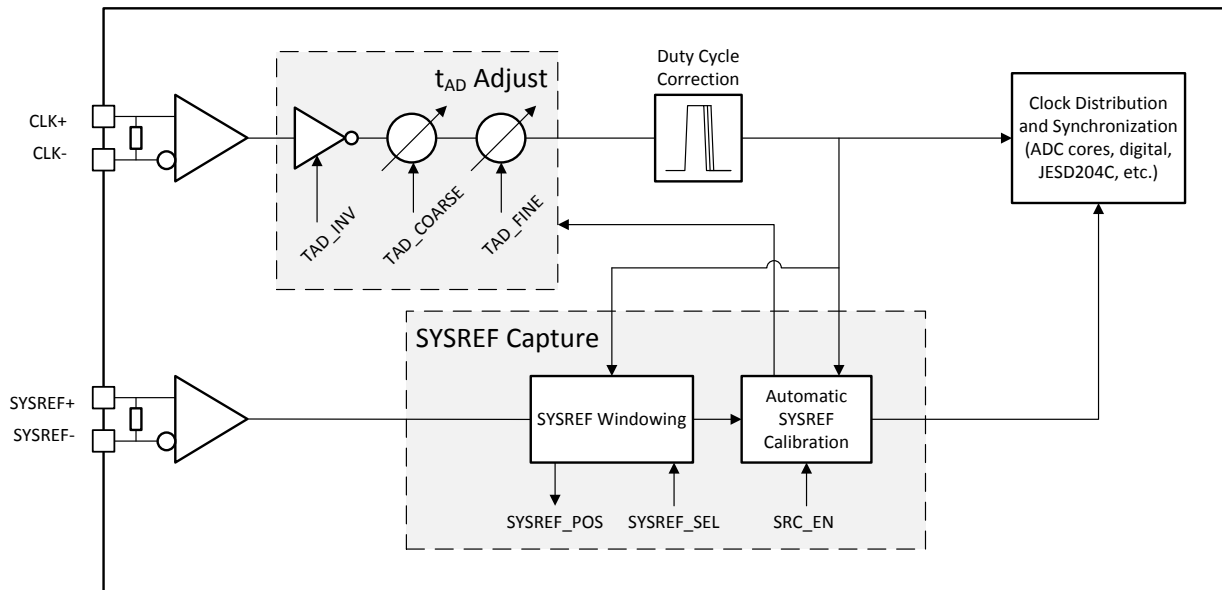 Duty Cycle
Correction
t_AD Adjust
CLK+
CLK-
Clock Distribution
and Synchronization
(ADC cores, digital,
JESD204C, etc.)
TAD_INV
TAD_COARSE
TAD_FINE
SYSREF Capture
SYSREF+
SYSREF-
SYSREF Windowing
Automatic
SYSREF
Calibration
SYSREF_POS
SYSREF_SEL
SRC_EN